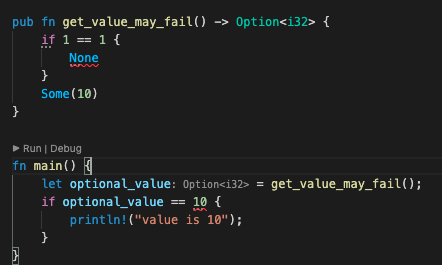 pub fn get_value_may_fail() -> Option<i32> {
    if 1 == 1 {
        None
    }
    Some(10)
}
▶ Run | Debug
fn main() {
    let optional_value: Option<i32> = get_value_may_fail();
    if optional_value == 10 {
        println!("value is 10");
    }
}